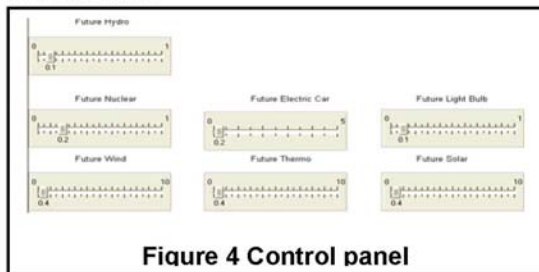 Future Hydro
0 1
0.1
Future Nuclear Future Electric Car Future Light Bulb
0 1 0 5 0 1
0.2 0.2 0.1
Future Wind Future Thermo Future Solar
0 10 0 10 0 10
0.4 0.4 0.4
Figure 4 Control panel